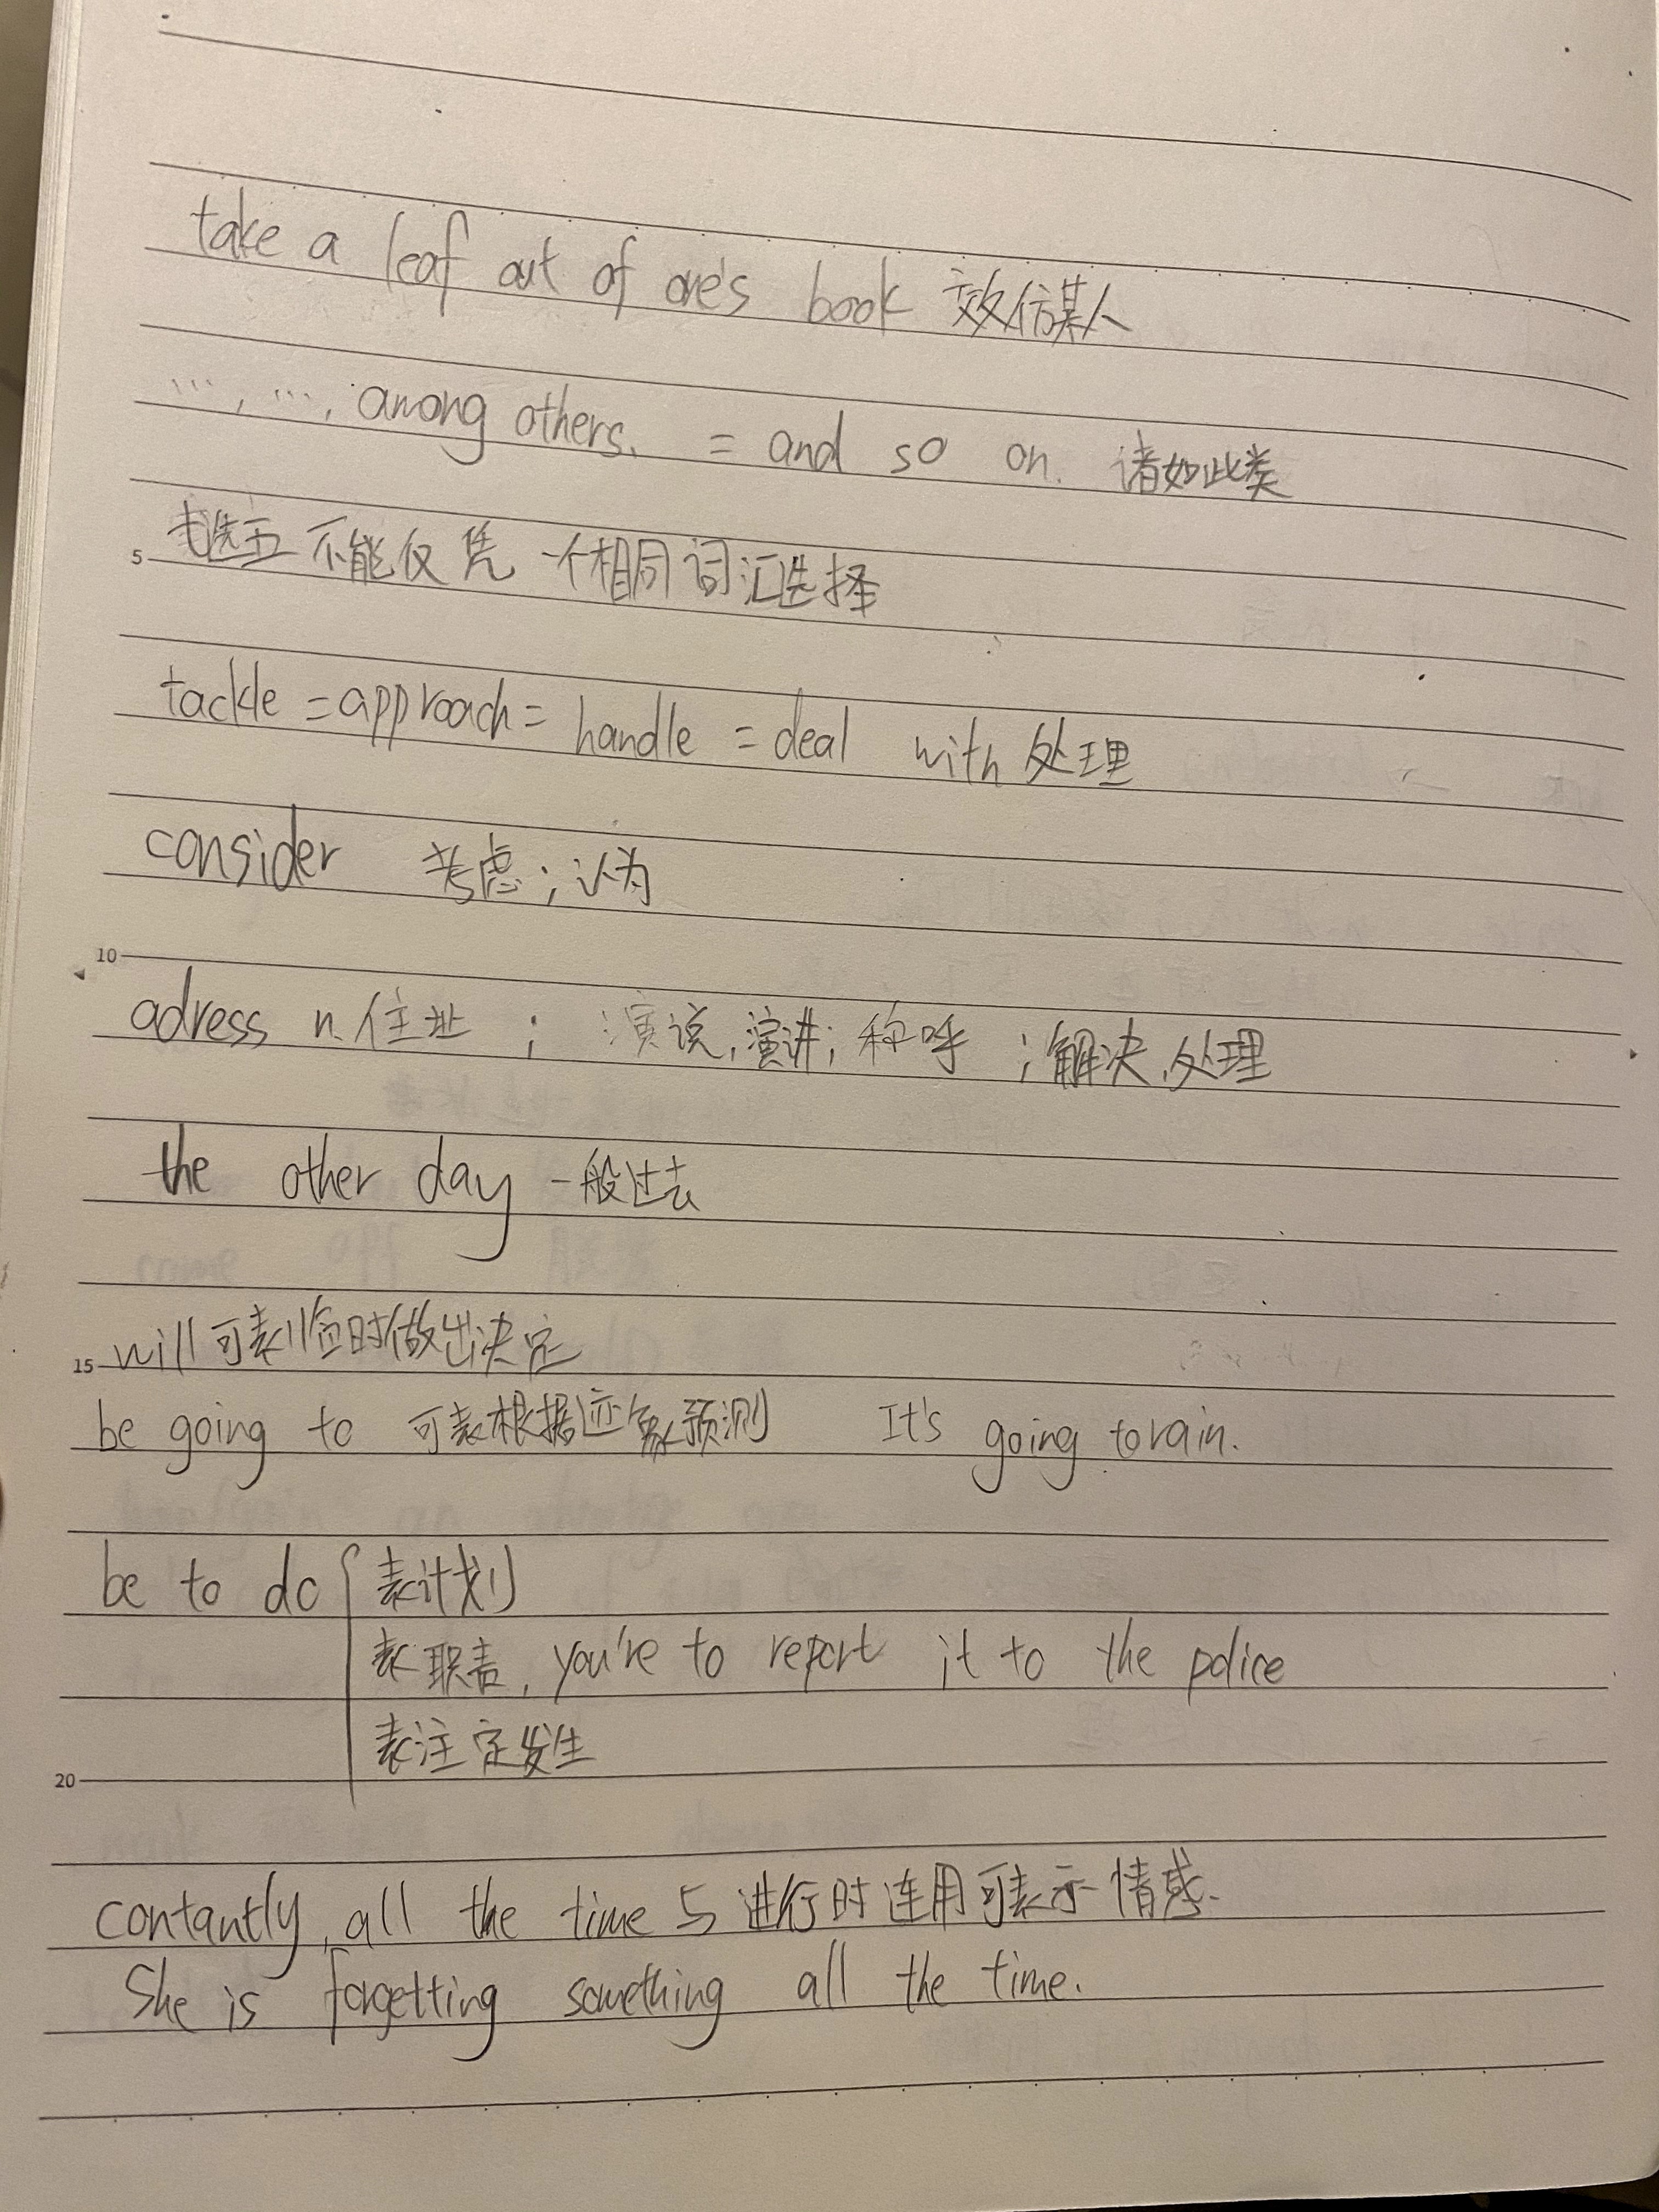 take a leaf out of one's book 效仿某人
…, …, among others. = and so on. 诸如此类
5 技巧 不能仅凭一个相同词汇选择
tackle = approach = handle = deal with 处理
consider 考虑；认为
10
adress n. 住址 ； 演说，演讲；称呼；解决，处理
the other day 一般过去
15 will 可表临时做出决定
be going to 可表根据迹象预测 It's going to rain.
be to do 表计划
表职责，you're to report it to the police
20 表注定发生
contantly, all the time 与进行时连用可表示情感.
She is forgetting something all the time.